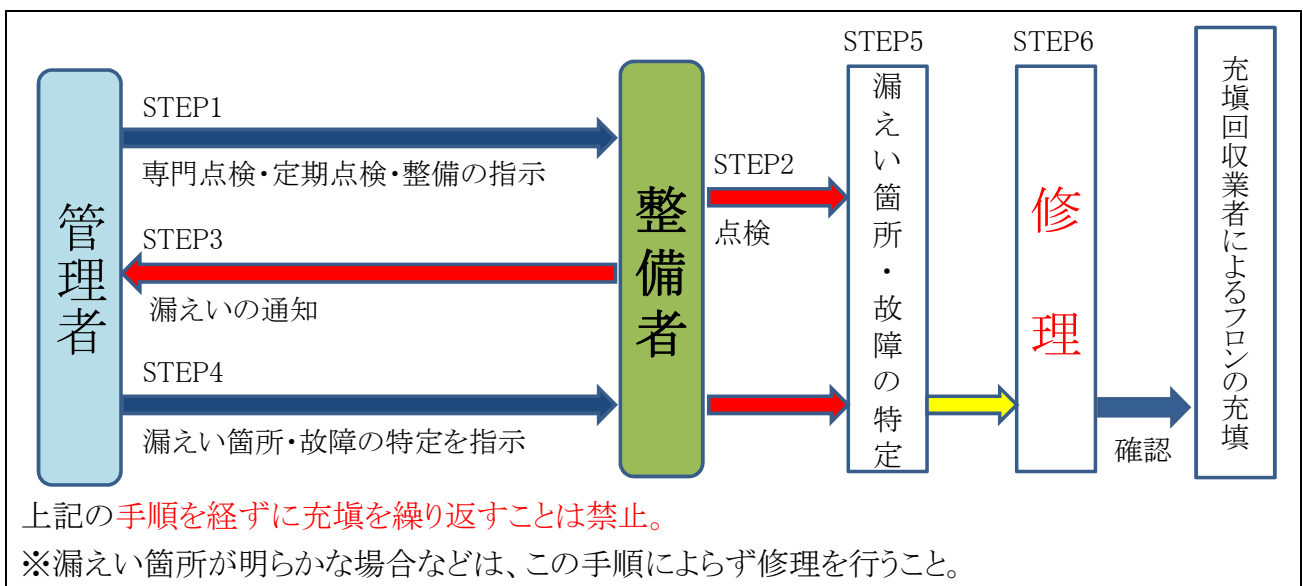 管理者
STEP1
専門点検・定期点検・整備の指示
STEP3
漏えいの通知
STEP4
漏えい箇所・故障の特定を指示
整備者
STEP2
点検
STEP5
漏えい箇所・故障の特定
STEP6
修理
確認
充塡回収業者によるフロンの充塡
上記の手順を経ずに充塡を繰り返すことは禁止。
※漏えい箇所が明らかな場合などは、この手順によらず修理を行うこと。